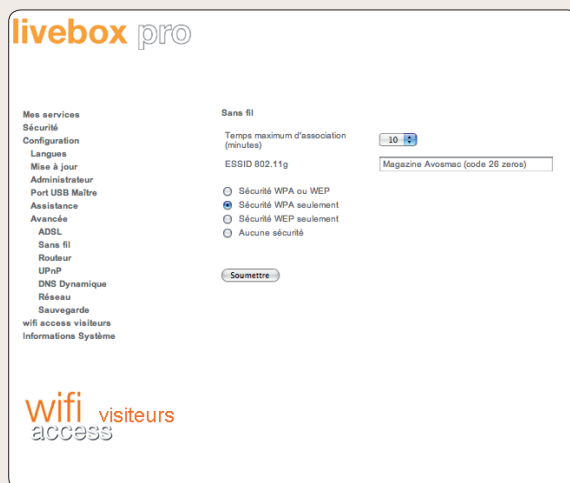 livebox pro
Mes services
Sécurité
Configuration
Langues
Mise à jour
Administrateur
Port USB Maître
Assistance
Avancée
ADSL
Sans fil
Routeur
UPnP
DNS Dynamique
Réseau
Sauvegarde
wifi access visiteurs
Informations Système
Sans fil
Temps maximum d'association
(minutes)
10
ESSID 802.11g
Magazine Avosmac (code 26 zeros)
Sécurité WPA ou WEP
Sécurité WPA seulement
Sécurité WEP seulement
Aucune sécurité
Soumettre
wifi visiteurs
access